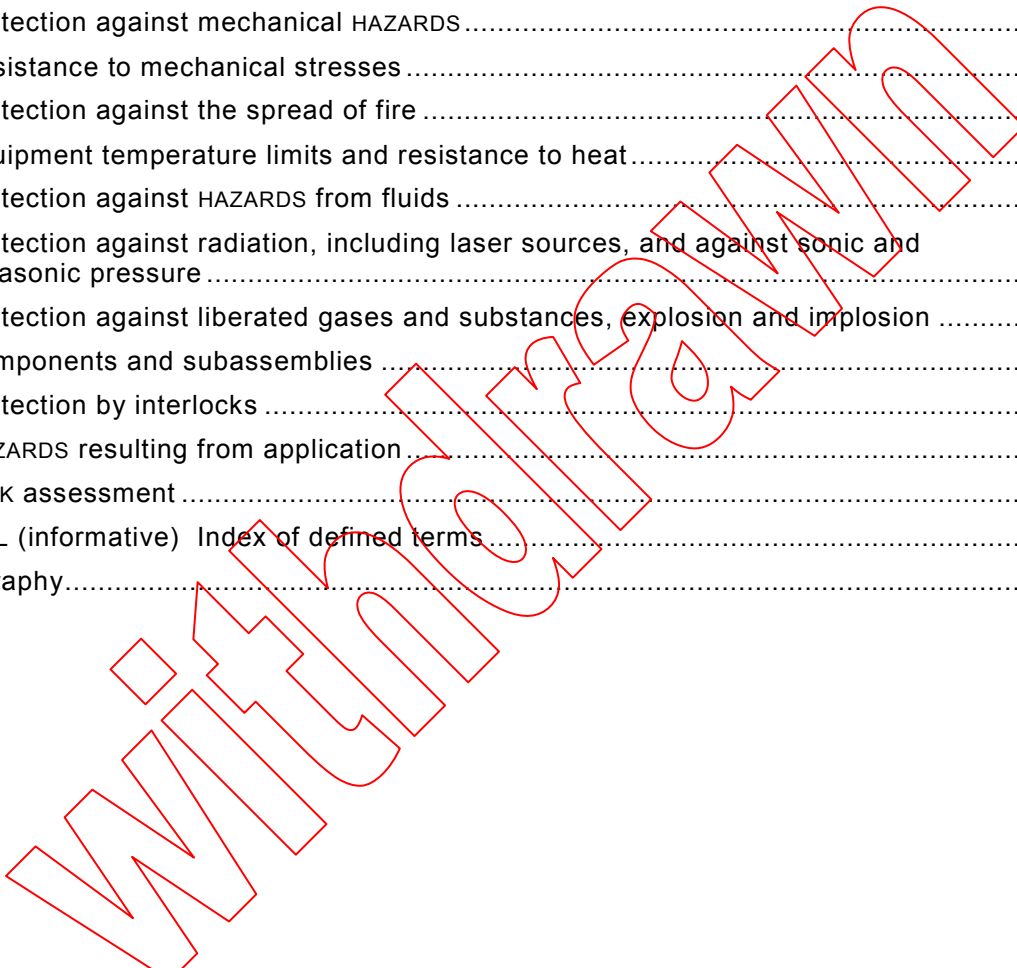 tection against mechanical HAZARDS
sistance to mechanical stresses
tection against the spread of fire
uipment temperature limits and resistance to heat
tection against HAZARDS from fluids
tection against radiation, including laser sources, and against sonic and
asonic pressure
tection against liberated gases and substances, explosion and implosion
mponents and subassemblies
tection by interlocks
ZARDS resulting from application
K assessment
L (informative) Index of defined terms
raphy
withdrawn